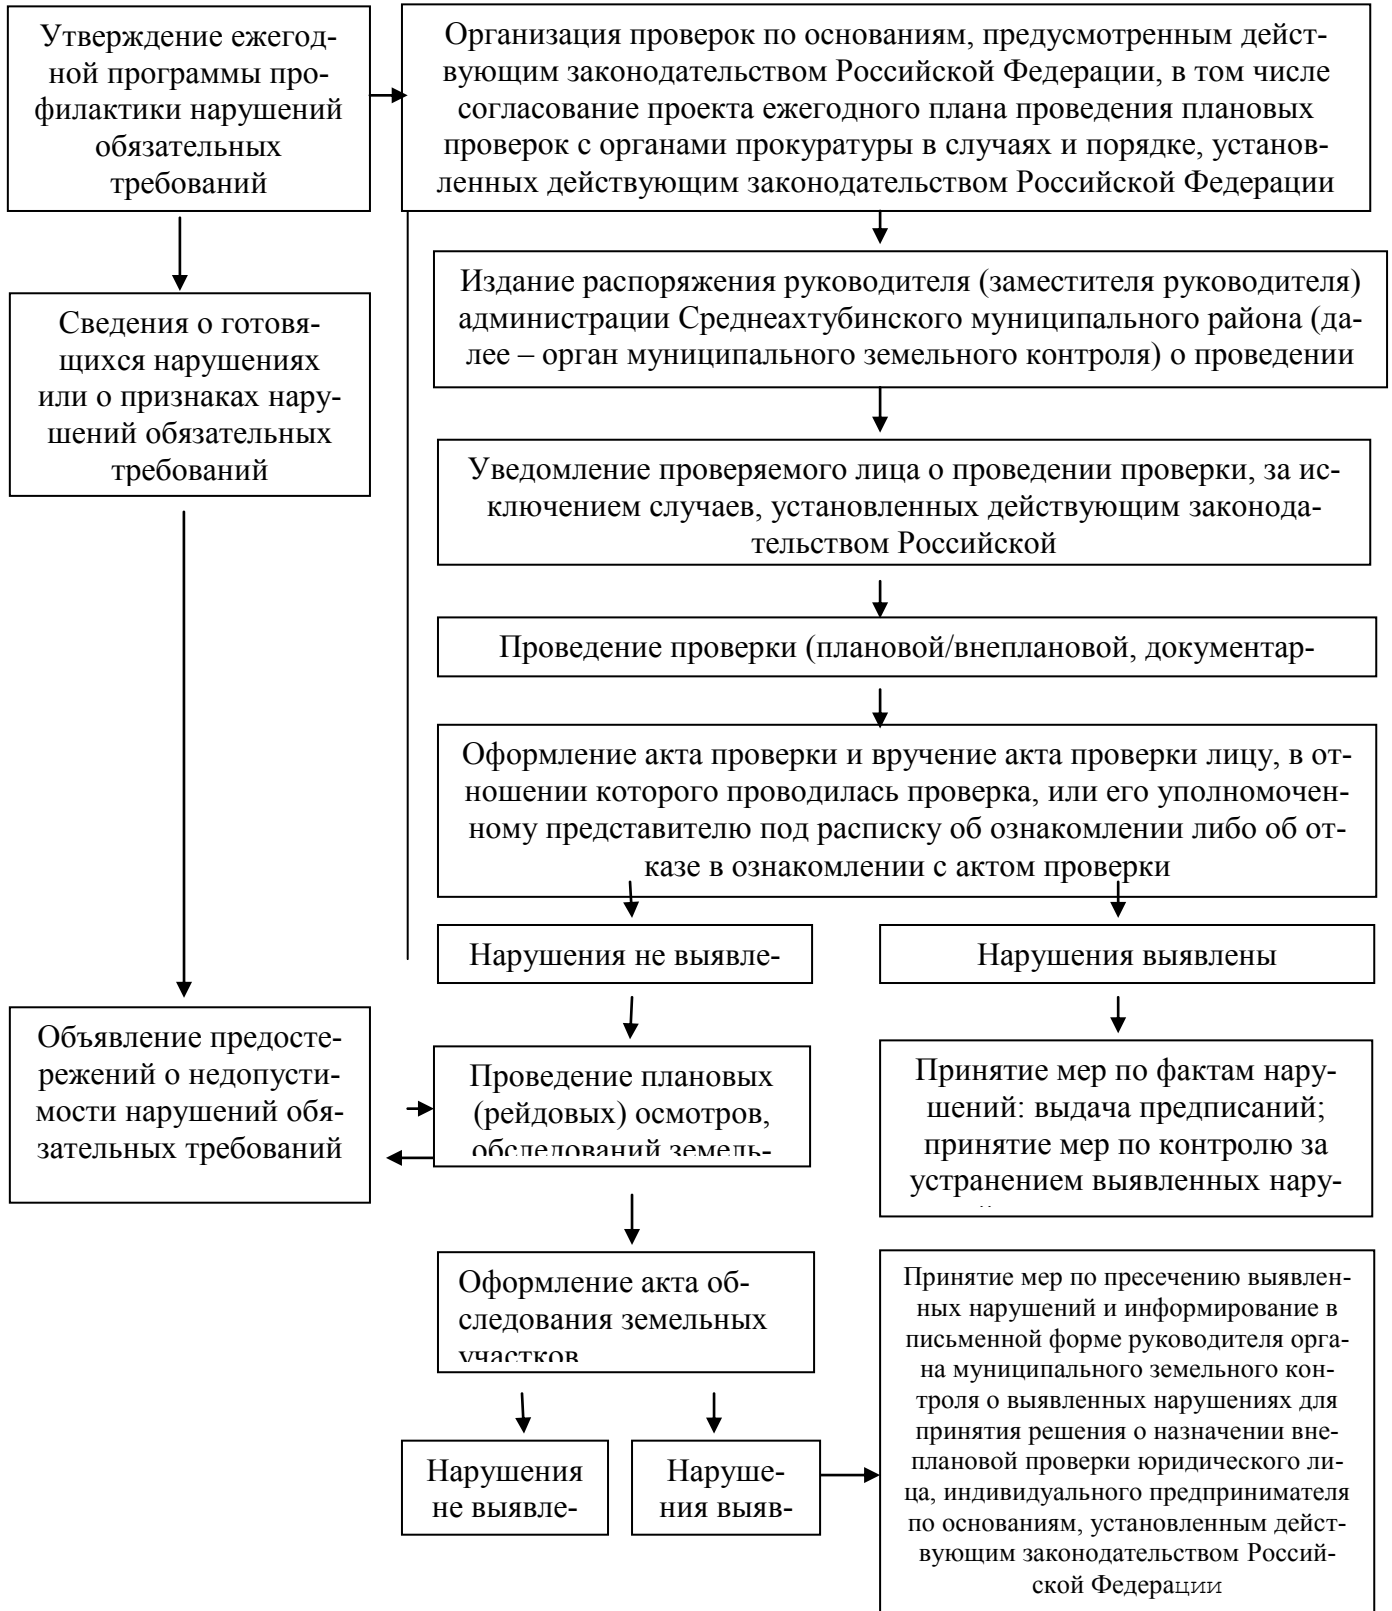 Утверждение ежегод-
ной программы про-
филактики нарушений
обязательных
требований
Организация проверок по основаниям, предусмотренным дейст-
вующим законодательством Российской Федерации, в том числе
согласование проекта ежегодного плана проведения плановых
проверок с органами прокуратуры в случаях и порядке, установ-
ленных действующим законодательством Российской Федерации
Издание распоряжения руководителя (заместителя руководителя)
администрации Среднеахтубинского муниципального района (да-
лее – орган муниципального земельного контроля) о проведении
Сведения о готовя-
щихся нарушениях
или о признаках нару-
шений обязательных
требований
Уведомление проверяемого лица о проведении проверки, за ис-
ключением случаев, установленных действующим законода-
тельством Российской
Проведение проверки (плановой/внеплановой, документар-
Оформление акта проверки и вручение акта проверки лицу, в от-
ношении которого проводилась проверка, или его уполномочен-
ному представителю под расписку об ознакомлении либо об от-
казе в ознакомлении с актом проверки
Нарушения не выявле-
Нарушения выявлены
Объявление предосте-
режений о недопусти-
мости нарушений обя-
зательных требований
Проведение плановых
(рейдовых) осмотров,
обследований земель-
Принятие мер по фактам нару-
шений: выдача предписаний;
принятие мер по контролю за
устранением выявленных нару-
Оформление акта об-
следования земельных
участков
Принятие мер по пресечению выявлен-
ных нарушений и информирование в
письменной форме руководителя орга-
на муниципального земельного кон-
троля о выявленных нарушениях для
принятия решения о назначении вне-
плановой проверки юридического ли-
ца, индивидуального предпринимателя
по основаниям, установленным дейст-
вующим законодательством Россий-
ской Федерации
Нарушения
не выявле-
Наруше-
ния выяв-